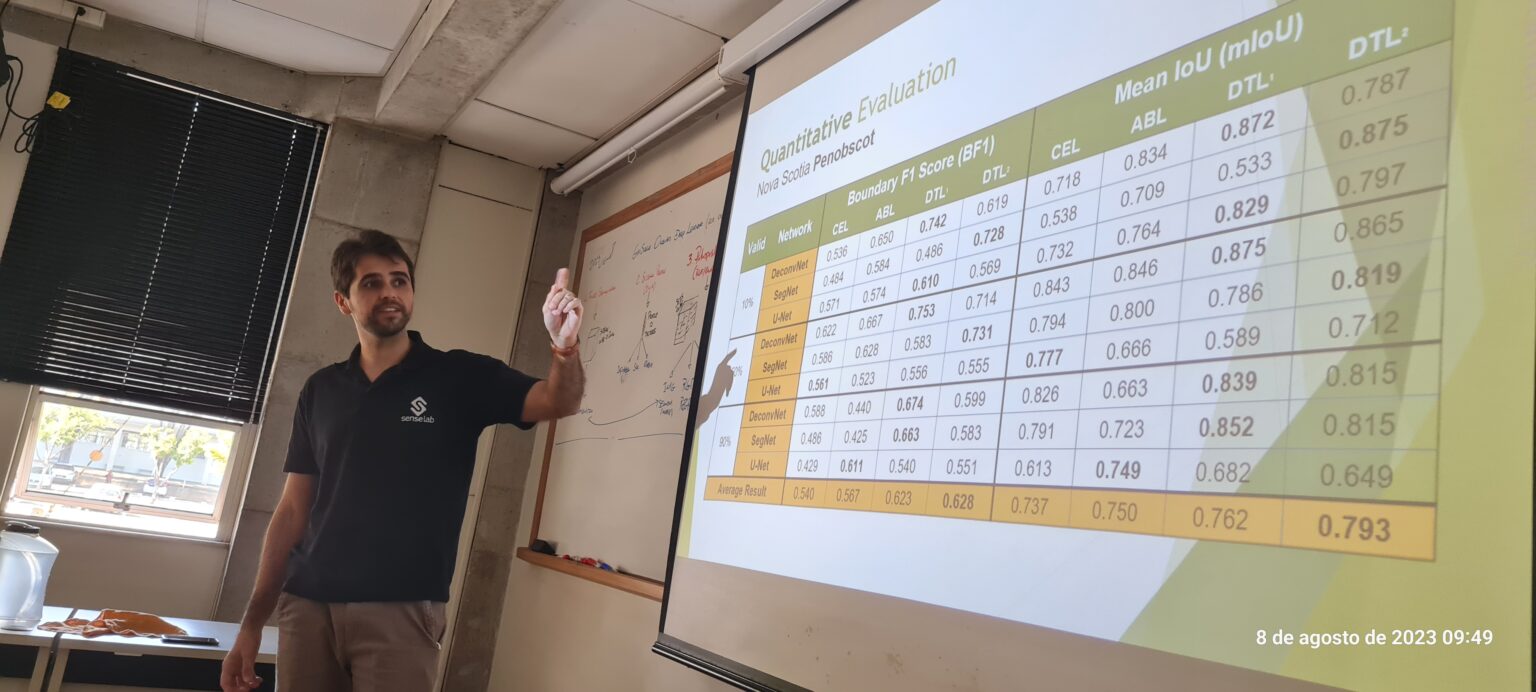 Quantitative Evaluation
Nova Scotia Penobscot
Valid Network Boundary F1 Score (BF1) Mean IoU (mIoU)
CEL ABL DTL¹ DTL² CEL ABL DTL¹ DTL²
DeconvNet 0.536 0.650 0.742 0.619 0.718 0.834 0.872 0.787
10% SegNet 0.484 0.584 0.486 0.728 0.538 0.709 0.533 0.875
U-Net 0.571 0.574 0.610 0.569 0.732 0.764 0.829 0.797
DeconvNet 0.622 0.667 0.753 0.714 0.843 0.846 0.875 0.865
SegNet 0.586 0.628 0.583 0.731 0.794 0.800 0.786 0.819
U-Net 0.561 0.523 0.556 0.555 0.777 0.666 0.589 0.712
DeconvNet 0.588 0.440 0.674 0.599 0.826 0.663 0.839 0.815
SegNet 0.486 0.425 0.663 0.583 0.791 0.723 0.852 0.815
U-Net 0.429 0.611 0.540 0.551 0.613 0.749 0.682 0.649
Average Result 0.540 0.567 0.623 0.628 0.737 0.750 0.762 0.793
senselab
8 de agosto de 2023 09:49